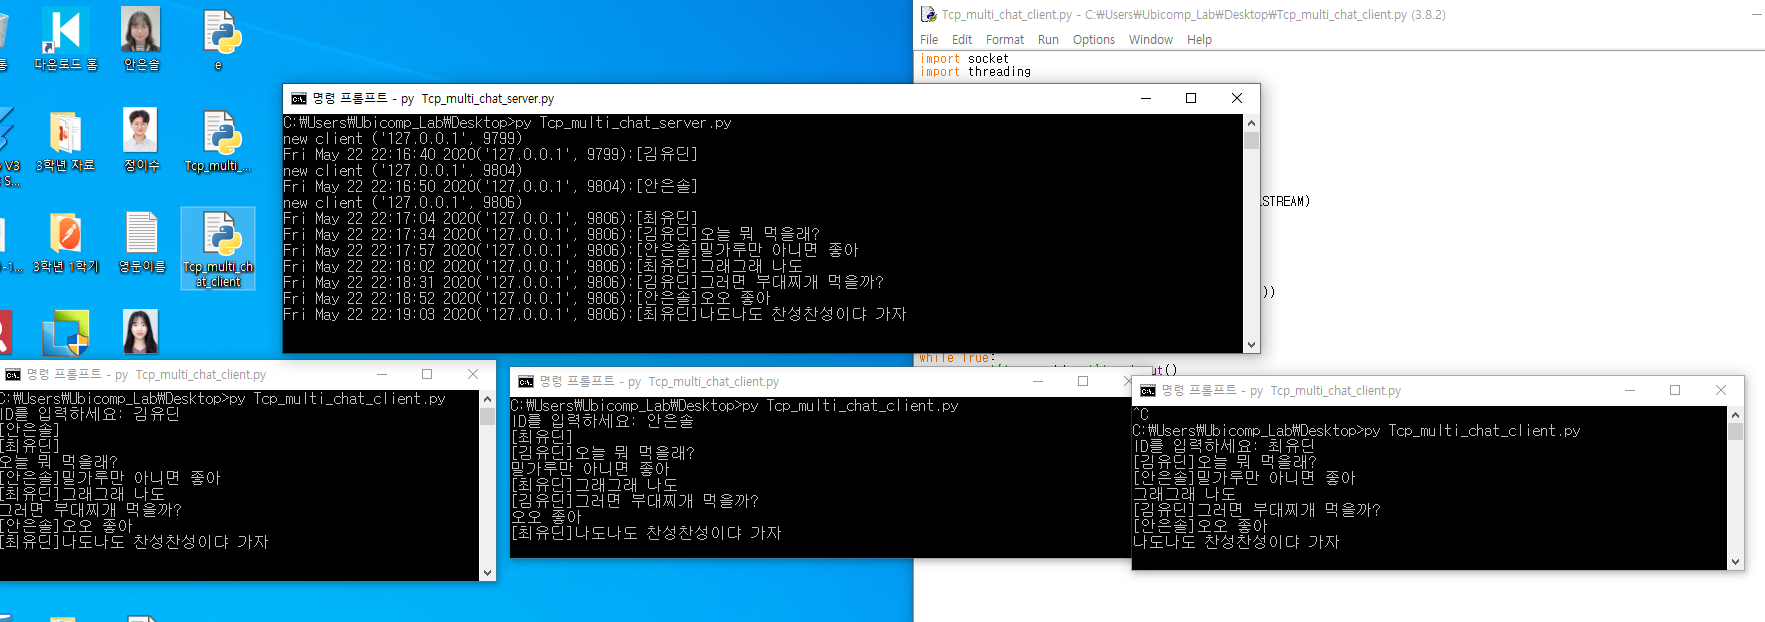 다운로드 홈
안은솔
e
3학년 자료
정이수
Tcp_multi_...
3학년 1학기
영문이름
Tcp_multi_ch
at_client
Tcp_multi_chat_client.py - C:₩Users₩Ubicomp_Lab₩Desktop₩Tcp_multi_chat_client.py (3.8.2)
File Edit Format Run Options Window Help
import socket
import threading
STREAM)
))
while True:
ut()
명령 프롬프트 - py Tcp_multi_chat_server.py
C:₩Users₩Ubicomp_Lab₩Desktop>py Tcp_multi_chat_server.py
new client ('127.0.0.1', 9799)
Fri May 22 22:16:40 2020('127.0.0.1', 9799):[김유딘]
new client ('127.0.0.1', 9804)
Fri May 22 22:16:50 2020('127.0.0.1', 9804):[안은솔]
new client ('127.0.0.1', 9806)
Fri May 22 22:17:04 2020('127.0.0.1', 9806):[최유딘]
Fri May 22 22:17:34 2020('127.0.0.1', 9806):[김유딘]오늘 뭐 먹을래?
Fri May 22 22:17:57 2020('127.0.0.1', 9806):[안은솔]밀가루만 아니면 좋아
Fri May 22 22:18:02 2020('127.0.0.1', 9806):[최유딘]그래그래 나도
Fri May 22 22:18:31 2020('127.0.0.1', 9806):[김유딘]그러면 부대찌개 먹을까?
Fri May 22 22:18:52 2020('127.0.0.1', 9806):[안은솔]오오 좋아
Fri May 22 22:19:03 2020('127.0.0.1', 9806):[최유딘]나도나도 찬성찬성이댜 가자
명령 프롬프트 - py Tcp_multi_chat_client.py
C:₩Users₩Ubicomp_Lab₩Desktop>py Tcp_multi_chat_client.py
ID를 입력하세요: 김유딘
[안은솔]
[최유딘]
오늘 뭐 먹을래?
[안은솔]밀가루만 아니면 좋아
[최유딘]그래그래 나도
그러면 부대찌개 먹을까?
[안은솔]오오 좋아
[최유딘]나도나도 찬성찬성이댜 가자
명령 프롬프트 - py Tcp_multi_chat_client.py
C:₩Users₩Ubicomp_Lab₩Desktop>py Tcp_multi_chat_client.py
ID를 입력하세요: 안은솔
[최유딘]
[김유딘]오늘 뭐 먹을래?
밀가루만 아니면 좋아
[최유딘]그래그래 나도
[김유딘]그러면 부대찌개 먹을까?
오오 좋아
[최유딘]나도나도 찬성찬성이댜 가자
명령 프롬프트 - py Tcp_multi_chat_client.py
^C
C:₩Users₩Ubicomp_Lab₩Desktop>py Tcp_multi_chat_client.py
ID를 입력하세요: 최유딘
[김유딘]오늘 뭐 먹을래?
[안은솔]밀가루만 아니면 좋아
그래그래 나도
[김유딘]그러면 부대찌개 먹을까?
[안은솔]오오 좋아
나도나도 찬성찬성이댜 가자